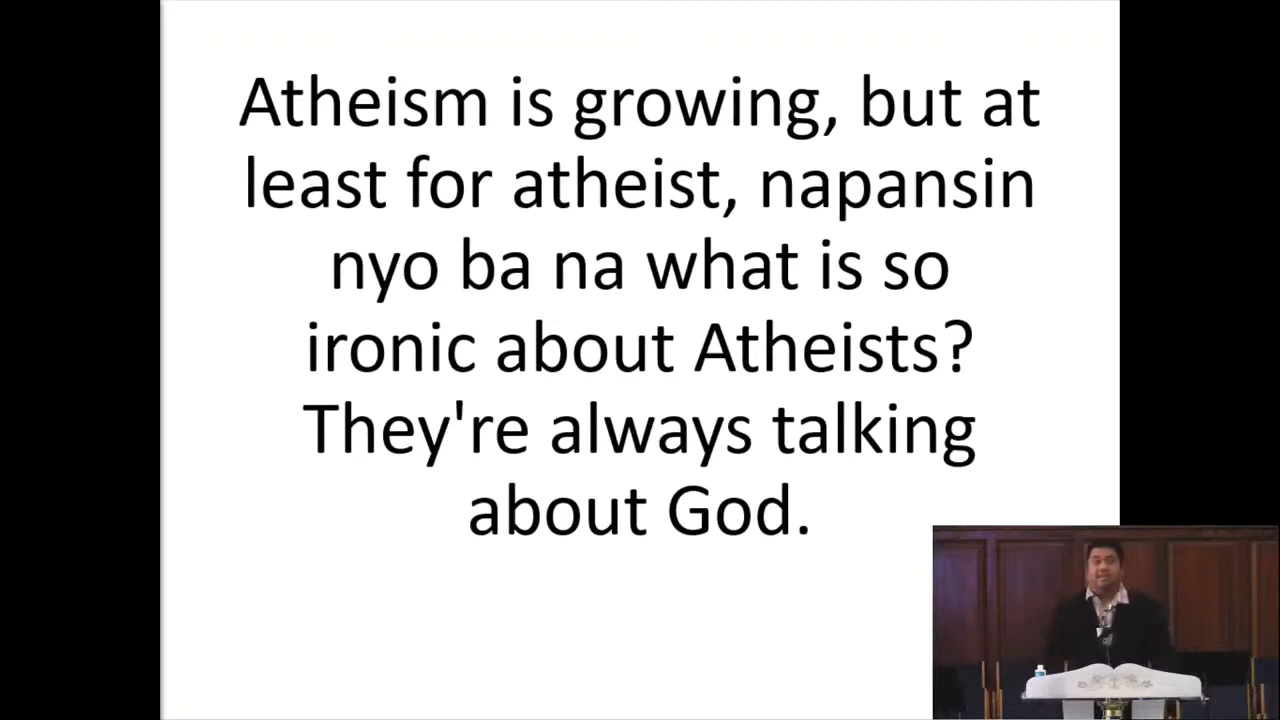 Atheism is growing, but at
least for atheist, napansin
nyo ba na what is so
ironic about Atheists?
They're always talking
about God.